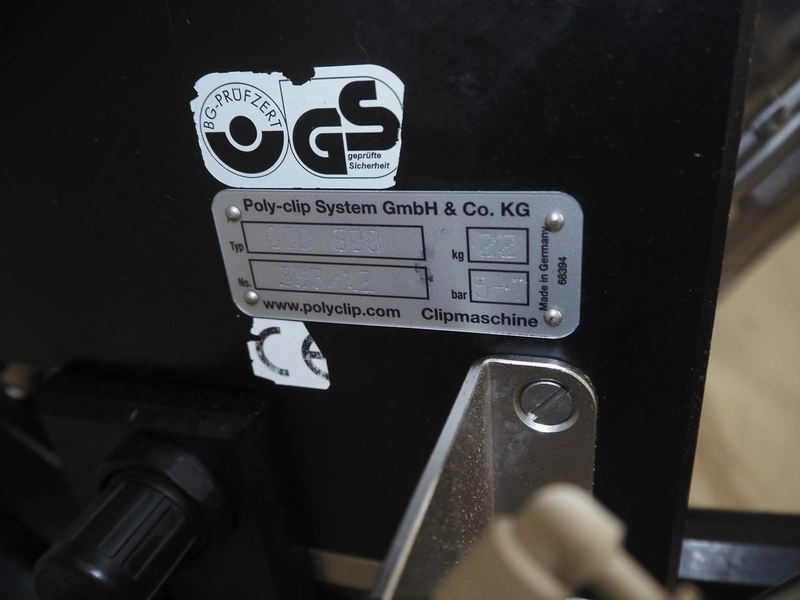 BG-PRÜFZERT
GS
geprüfte
Sicherheit
Poly-clip System GmbH & Co. KG
Typ
kg 22
No.
bar
www.polyclip.com Clipmaschine
Made in Germany
68394
CE